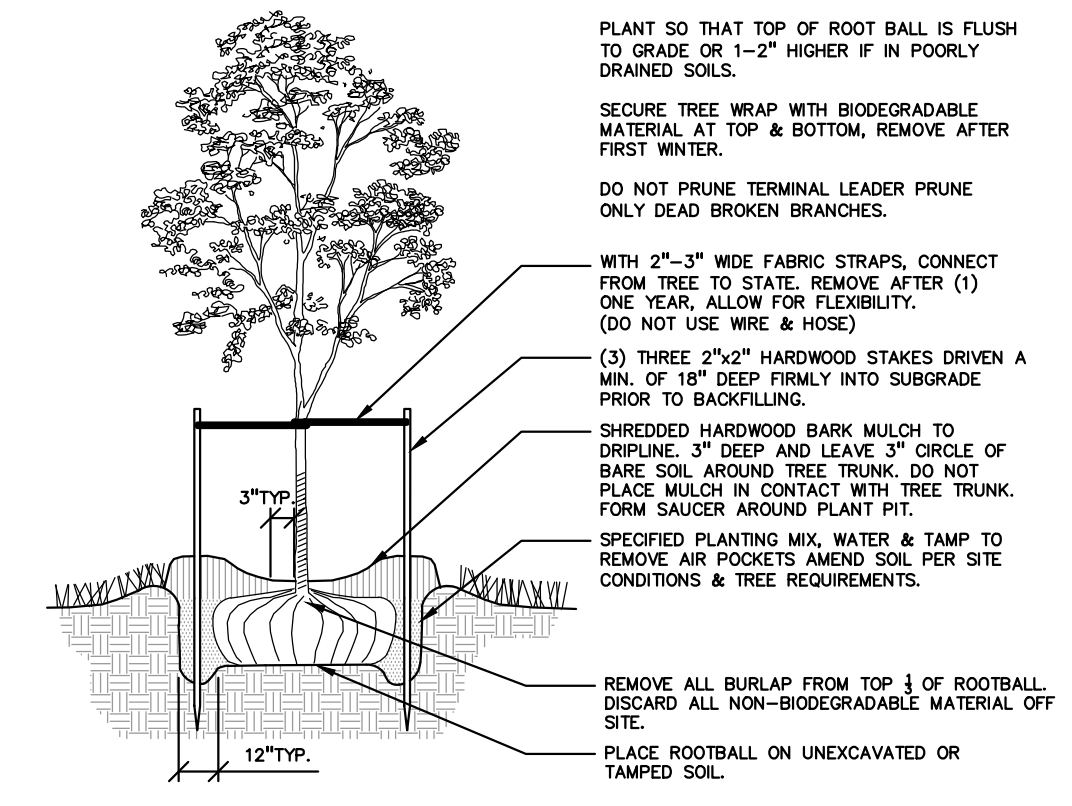 PLANT SO THAT TOP OF ROOT BALL IS FLUSH
TO GRADE OR 1-2" HIGHER IF IN POORLY
DRAINED SOILS.
SECURE TREE WRAP WITH BIODEGRADABLE
MATERIAL AT TOP & BOTTOM, REMOVE AFTER
FIRST WINTER.
DO NOT PRUNE TERMINAL LEADER PRUNE
ONLY DEAD BROKEN BRANCHES.
WITH 2"-3" WIDE FABRIC STRAPS, CONNECT
FROM TREE TO STATE. REMOVE AFTER (1)
ONE YEAR, ALLOW FOR FLEXIBILITY.
(DO NOT USE WIRE & HOSE)
(3) THREE 2"x2" HARDWOOD STAKES DRIVEN A
MIN. OF 18" DEEP FIRMLY INTO SUBGRADE
PRIOR TO BACKFILLING.
SHREDDED HARDWOOD BARK MULCH TO
DRIPLINE. 3" DEEP AND LEAVE 3" CIRCLE OF
BARE SOIL AROUND TREE TRUNK. DO NOT
PLACE MULCH IN CONTACT WITH TREE TRUNK.
FORM SAUCER AROUND PLANT PIT.
3"TYP.
SPECIFIED PLANTING MIX, WATER & TAMP TO
REMOVE AIR POCKETS AMEND SOIL PER SITE
CONDITIONS & TREE REQUIREMENTS.
REMOVE ALL BURLAP FROM TOP 1/3 OF ROOTBALL.
DISCARD ALL NON-BIODEGRADABLE MATERIAL OFF
SITE.
PLACE ROOTBALL ON UNEXCAVATED OR
TAMPED SOIL.
12"TYP.